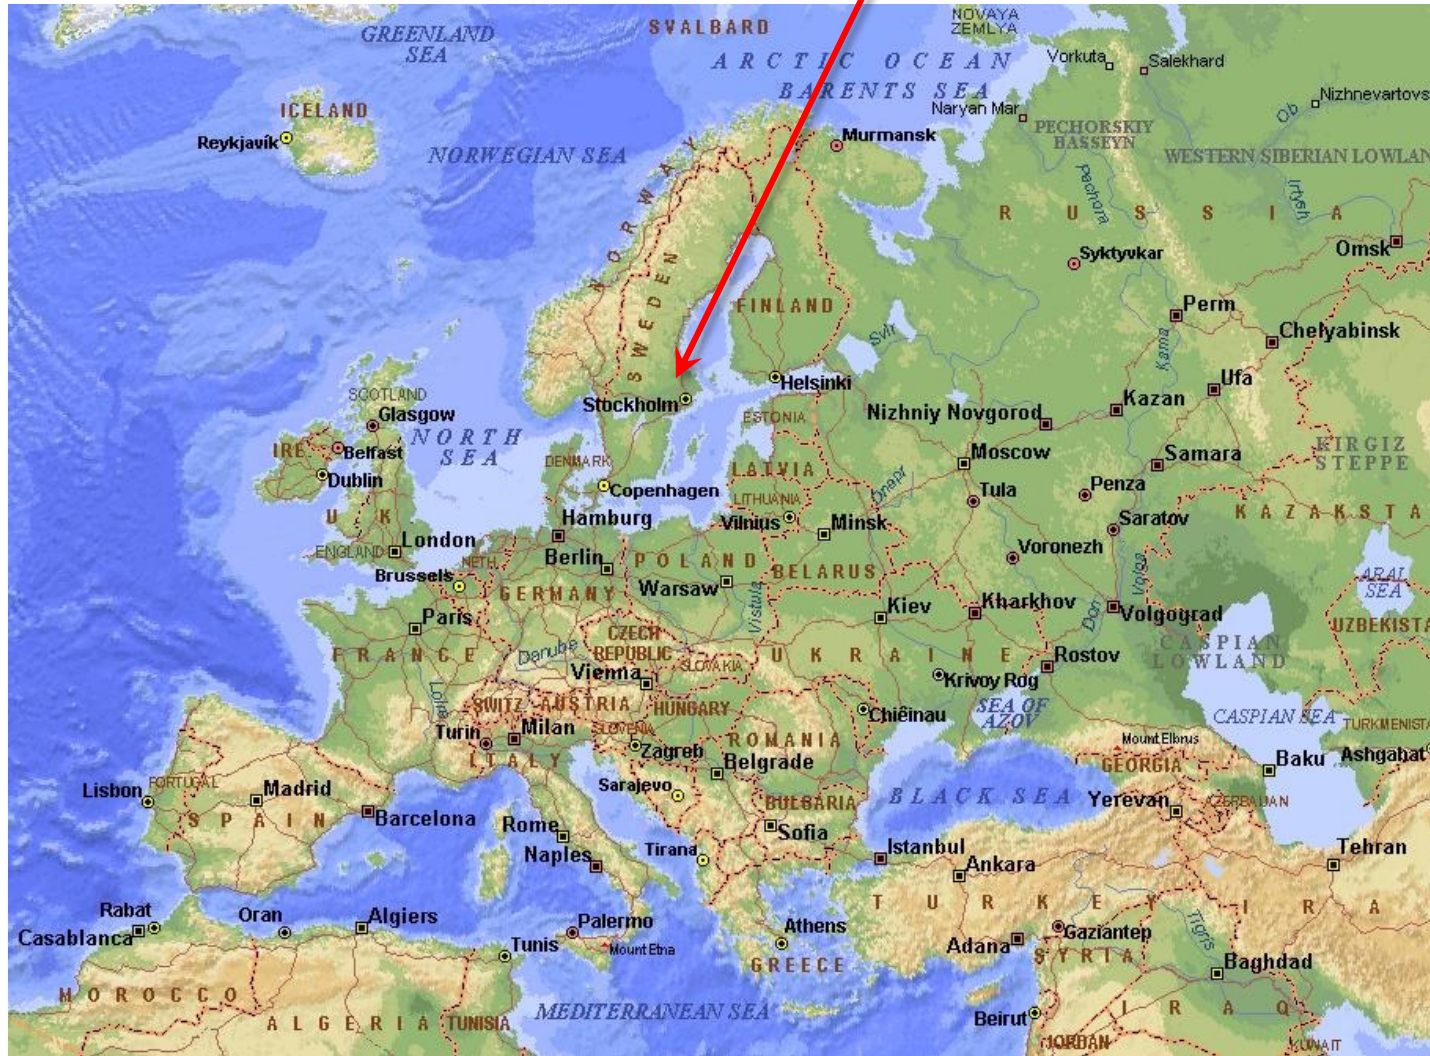 NOVAYA
ZEMLYA
GREENLAND
SEA
SVALBARD
ARCTIC OCEAN
BARENTS SEA
Vorkuta
Salekhard
Nizhnevartovs
Naryan Mar
Ob
ICELAND
Reykjavík
NORWEGIAN SEA
Murmansk
PECHORSKIY
BASSEYN
WESTERN SIBERIAN LOWLAN
Pechora
Irtysh
RUSSIA
NORWAY
SWEDEN
FINLAND
Syktyvkar
Omsk
Perm
Chelyabinsk
Svir
Kama
Ufa
Kazan
Helsinki
Stockholm
ESTONIA
Nizhniy Novgorod
SCOTLAND
Glasgow
NORTH
SEA
IRE
Belfast
Dublin
DENMARK
Copenhagen
LATVIA
LITHUANIA
Vilnius
Minsk
Dnepr
Moscow
Tula
Penza
Samara
Saratov
KIRGIZ
STEPPE
KAZAKSTA
UK
ENGLAND
London
Hamburg
Berlin
NETH.
Brussels
GERMANY
POLAND
Warsaw
Vistula
BELARUS
Voronezh
Volga
ARAL
SEA
Kiev
Kharkhov
Don
Volgograd
UZBEKISTA
Paris
FRANCE
Loire
Danube
CZECH
REPUBLIC
SLOVAKIA
Vienna
UKRAINE
Krivoy Rog
Rostov
CASPIAN
LOWLAND
SWITZ
AUSTRIA
HUNGARY
Chiêinau
SEA OF
AZOV
CASPIAN SEA
TURKMENISTA
Turin
Milan
SLOVENIA
Zagreb
ROMANIA
Belgrade
Mount Elbrus
GEORGIA
Baku
Ashgabat
ITALY
PORTUGAL
Lisbon
Madrid
SPAIN
Barcelona
Sarajevo
BULGARIA
Sofia
BLACK SEA
Yerevan
AZERBAIJAN
Rome
Naples
Tirana
Istanbul
Ankara
Tehran
TURKEY
IRA
Rabat
Casablanca
Oran
Algiers
Palermo
Mount Etna
Tunis
Athens
GREECE
Adana
Gaziantep
SYRIA
Tigris
Baghdad
MOROCCO
ALGERIA
TUNISIA
MEDITERRANEAN SEA
Beirut
IRAQ
JORDAN
KUWAIT